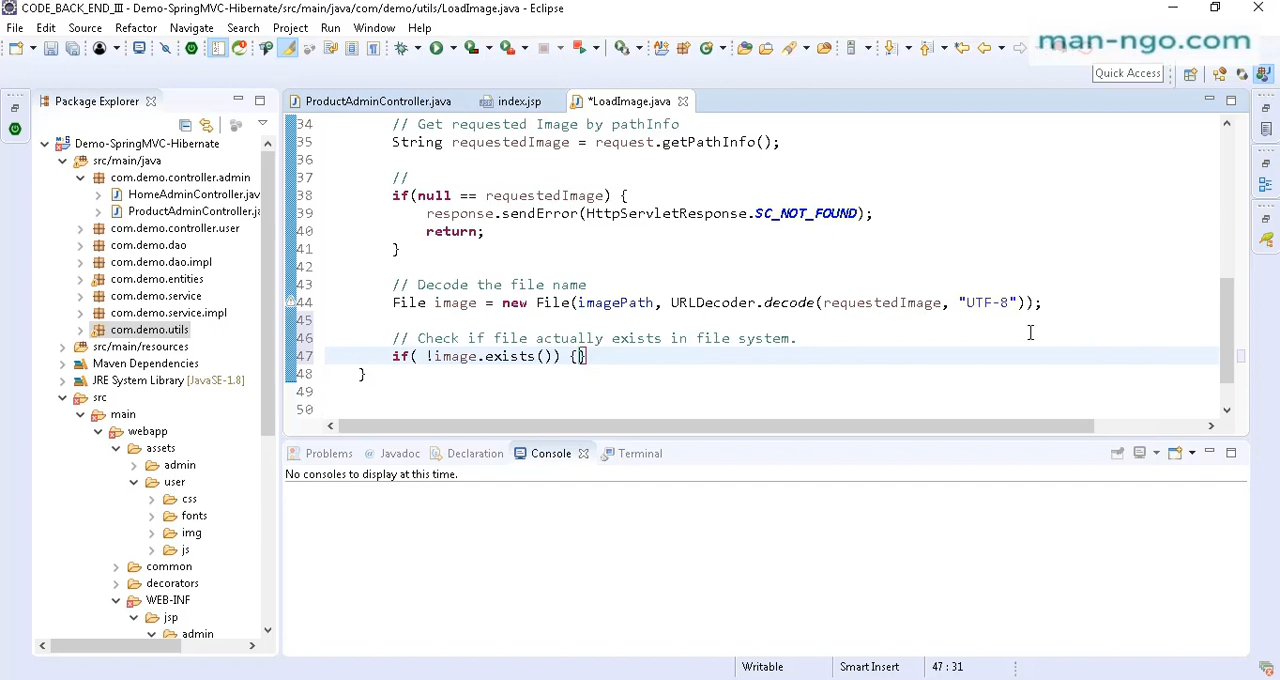 CODE_BACK_END_III - Demo-SpringMVC-Hibernate/src/main/java/com/demo/utils/LoadImage.java - Eclipse
File Edit Source Refactor Navigate Search Project Run Window Help
man-ngo.com
Quick Access
Package Explorer
ProductAdminController.java index.jsp *LoadImage.java
Demo-SpringMVC-Hibernate
src/main/java
com.demo.controller.admin
HomeAdminController.jav
ProductAdminController.ja
com.demo.controller.user
com.demo.dao
com.demo.dao.impl
com.demo.entities
com.demo.service
com.demo.service.impl
com.demo.utils
src/main/resources
Maven Dependencies
JRE System Library [JavaSE-1.8]
src
main
webapp
assets
admin
user
css
fonts
img
js
common
decorators
WEB-INF
jsp
admin
34 // Get requested Image by pathInfo
35 String requestedImage = request.getPathInfo();
36
37 //
38 if(null == requestedImage) {
39 response.sendError(HttpServletResponse.SC_NOT_FOUND);
40 return;
41 }
42
43 // Decode the file name
44 File image = new File(imagePath, URLDecoder.decode(requestedImage, "UTF-8"));
45
46 // Check if file actually exists in file system.
47 if( !image.exists()) {}
48 }
49
50
Problems @ Javadoc Declaration Console Terminal
No consoles to display at this time.
Writable Smart Insert 47 : 31